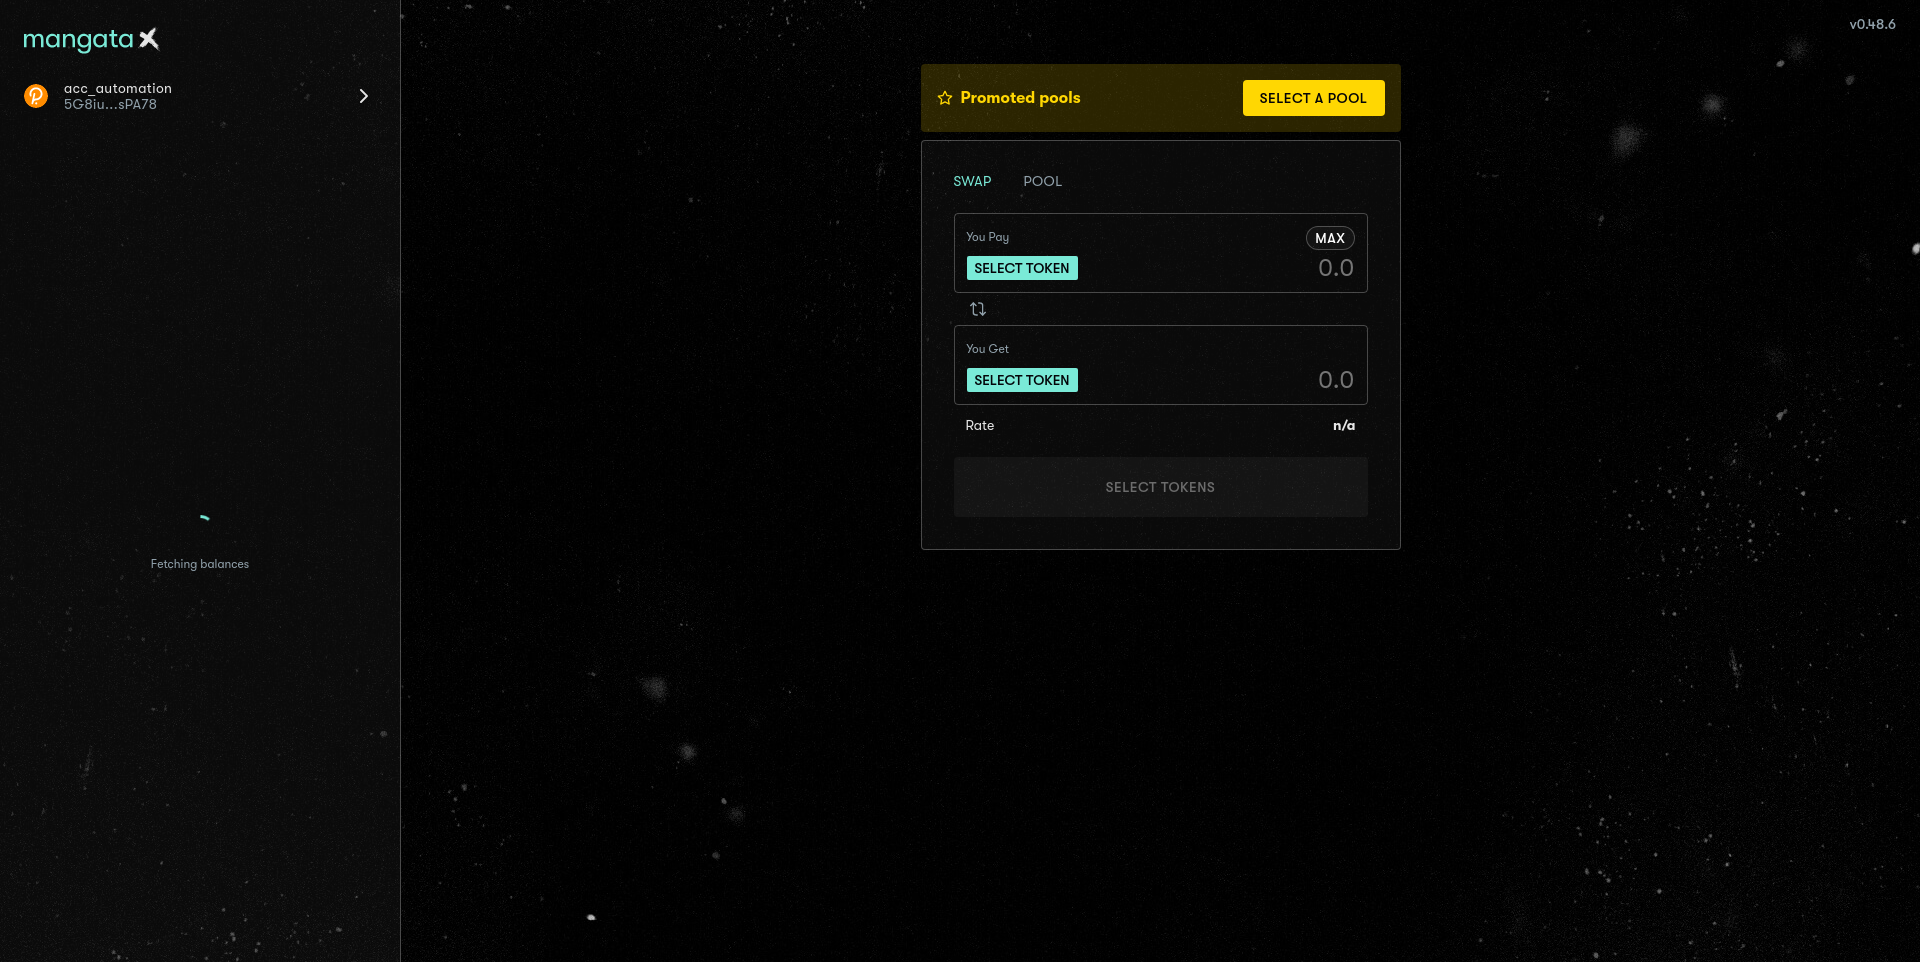 mangata
acc_automation
5G8iu...sPA78
Fetching balances
v0.48.6
Promoted pools
SELECT A POOL
SWAP
POOL
You Pay
MAX
SELECT TOKEN
0.0
You Get
SELECT TOKEN
0.0
Rate
n/a
SELECT TOKENS